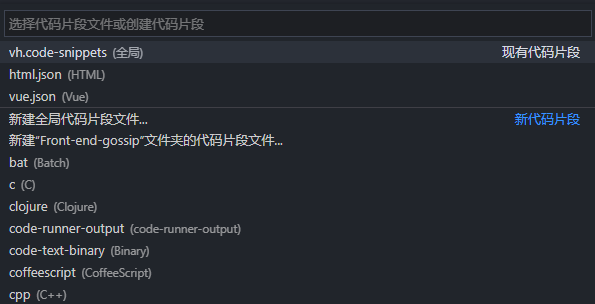 选择代码片段文件或创建代码片段
vh.code-snippets (全局) 现有代码片段
html.json (HTML)
vue.json (Vue)
新建全局代码片段文件... 新代码片段
新建“Front-end-gossip”文件夹的代码片段文件...
bat (Batch)
c (C)
clojure (Clojure)
code-runner-output (code-runner-output)
code-text-binary (Binary)
coffeescript (CoffeeScript)
cpp (C++)